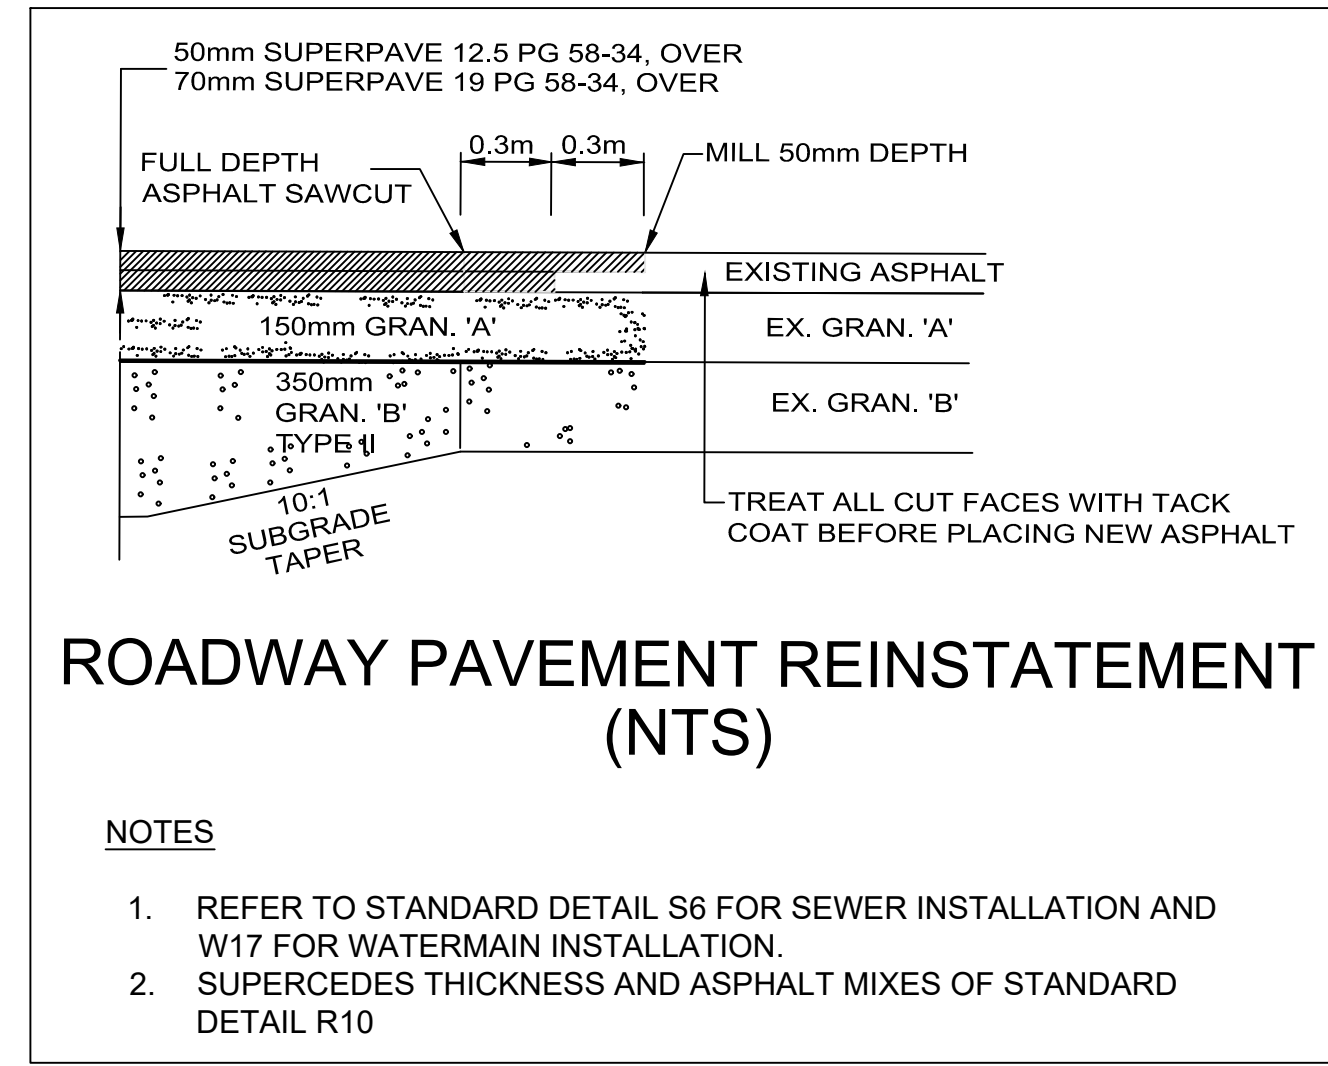 50mm SUPERPAVE 12.5 PG 58-34, OVER
70mm SUPERPAVE 19 PG 58-34, OVER
0.3m
0.3m
MILL 50mm DEPTH
FULL DEPTH
ASPHALT SAWCUT
EXISTING ASPHALT
150mm GRAN. 'A'
EX. GRAN. 'A'
350mm
GRAN. 'B'
TYPE II
EX. GRAN. 'B'
10:1
SUBGRADE
TAPER
TREAT ALL CUT FACES WITH TACK
COAT BEFORE PLACING NEW ASPHALT
ROADWAY PAVEMENT REINSTATEMENT
(NTS)
NOTES
1. REFER TO STANDARD DETAIL S6 FOR SEWER INSTALLATION AND
W17 FOR WATERMAIN INSTALLATION.
2. SUPERCEDES THICKNESS AND ASPHALT MIXES OF STANDARD
DETAIL R10